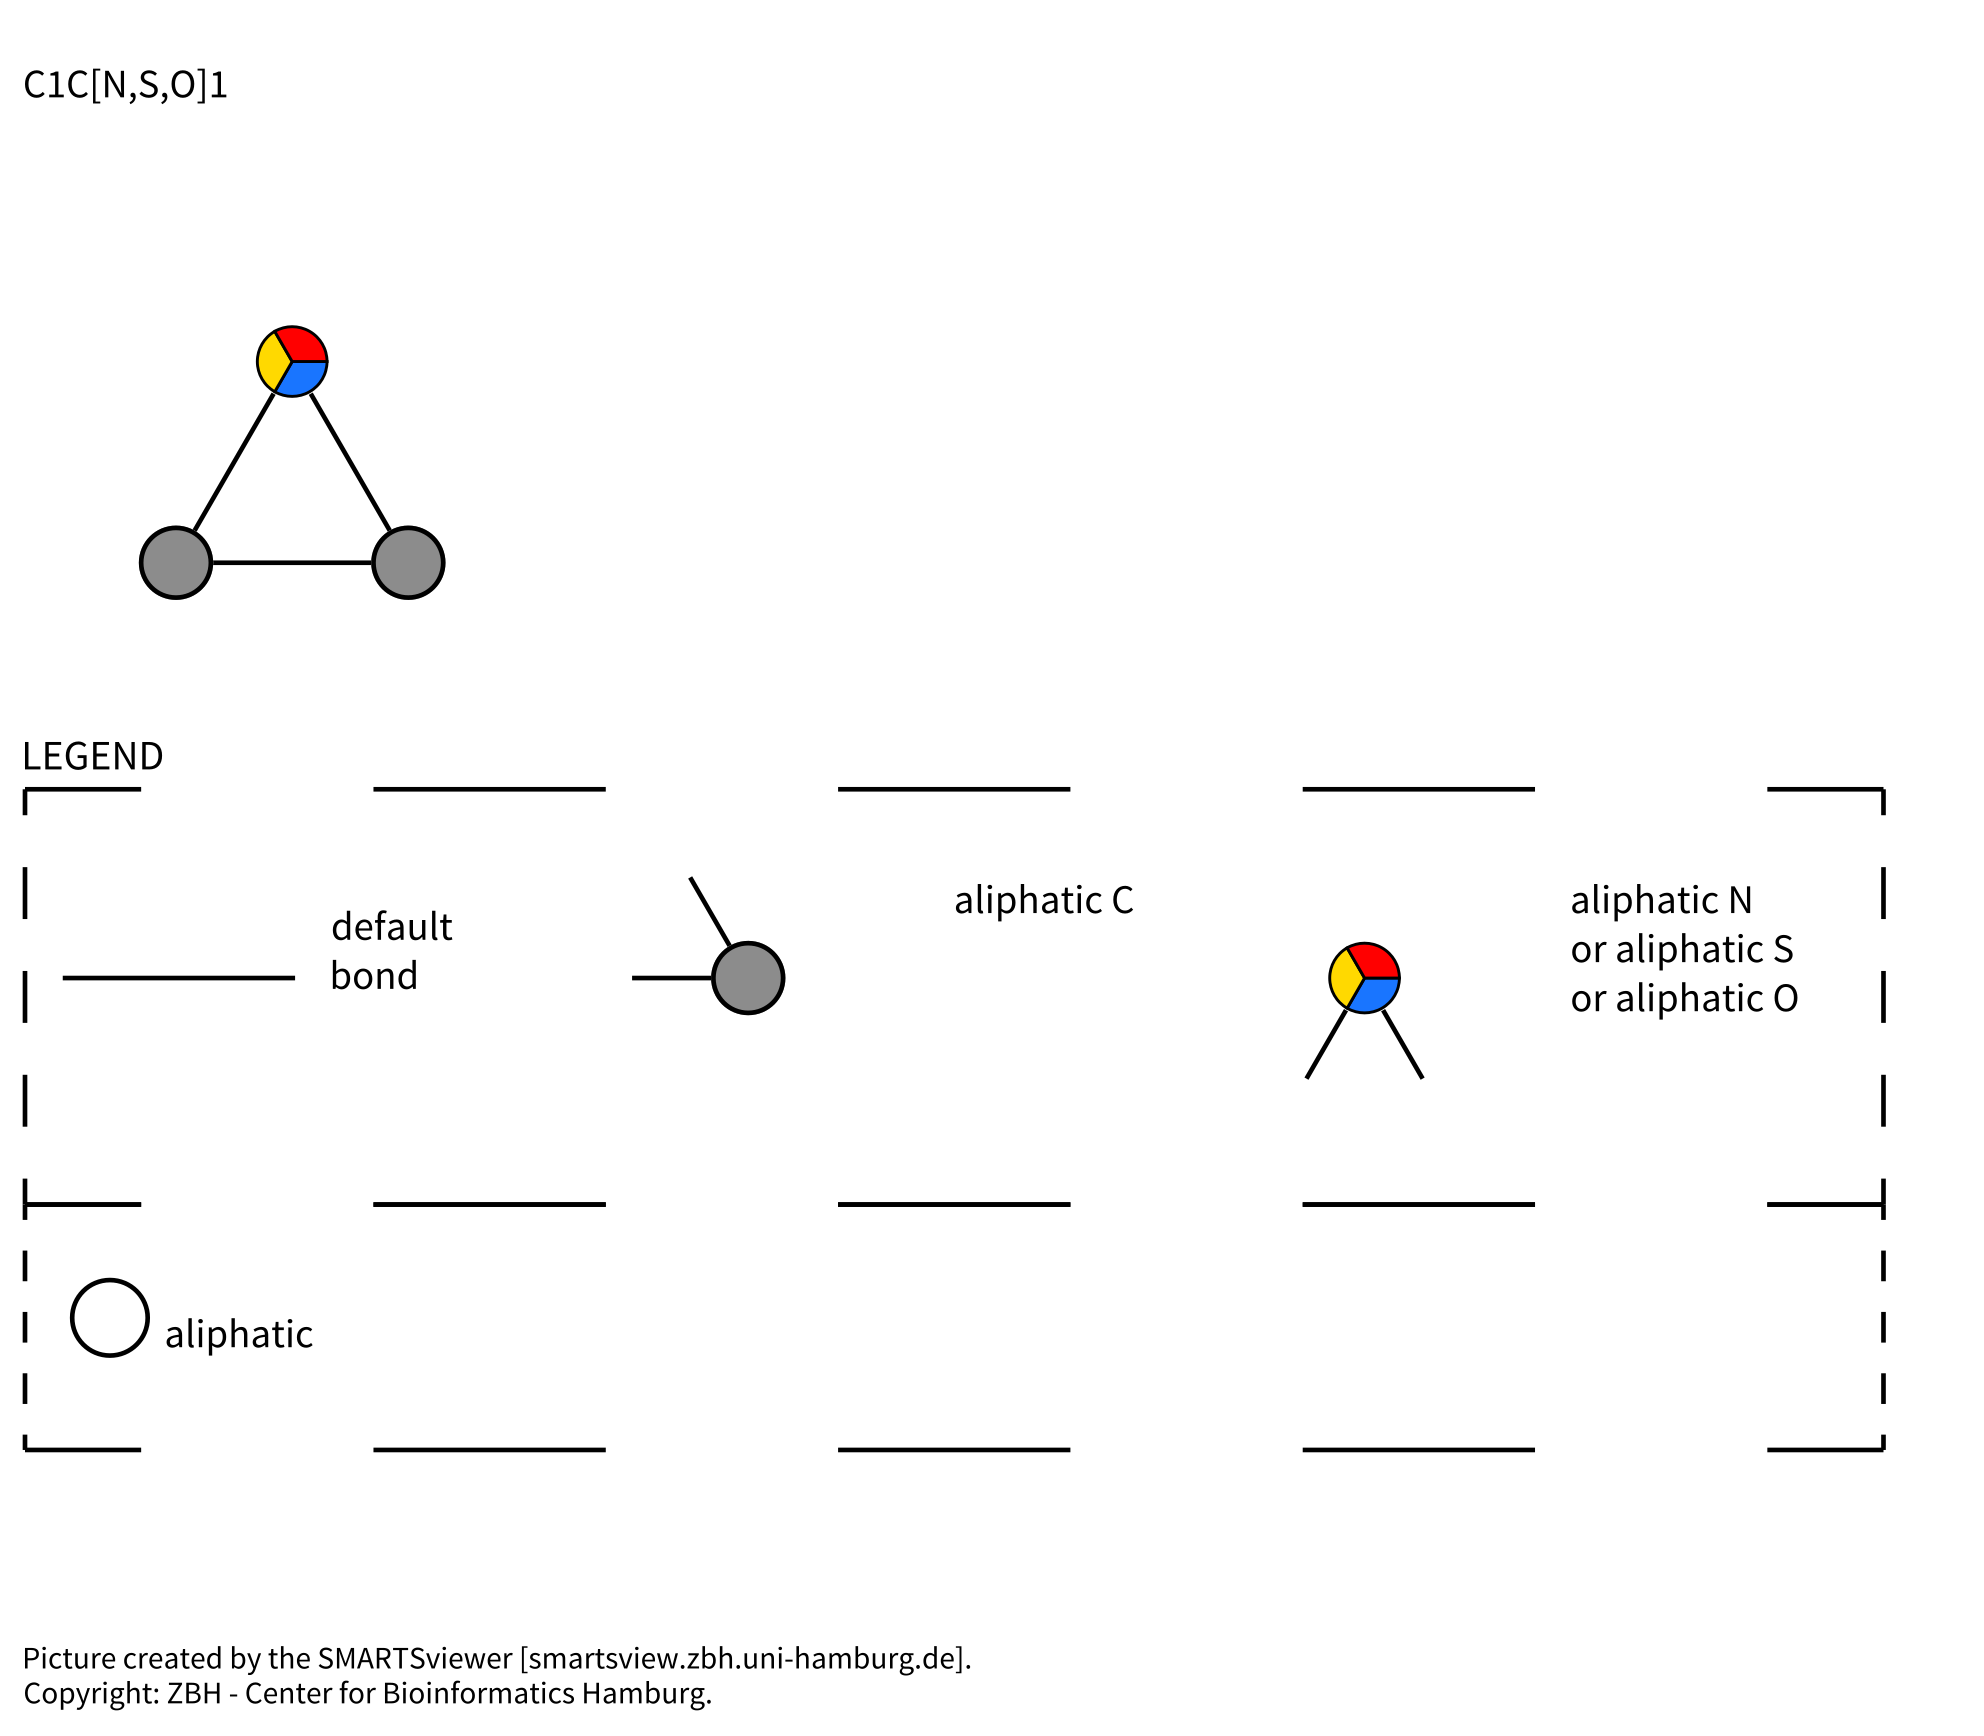 C1C[N,S,O]1
LEGEND
default
bond
aliphatic C
aliphatic N
or aliphatic S
or aliphatic O
aliphatic
Picture created by the SMARTSviewer [smartsview.zbh.uni-hamburg.de].
Copyright: ZBH - Center for Bioinformatics Hamburg.